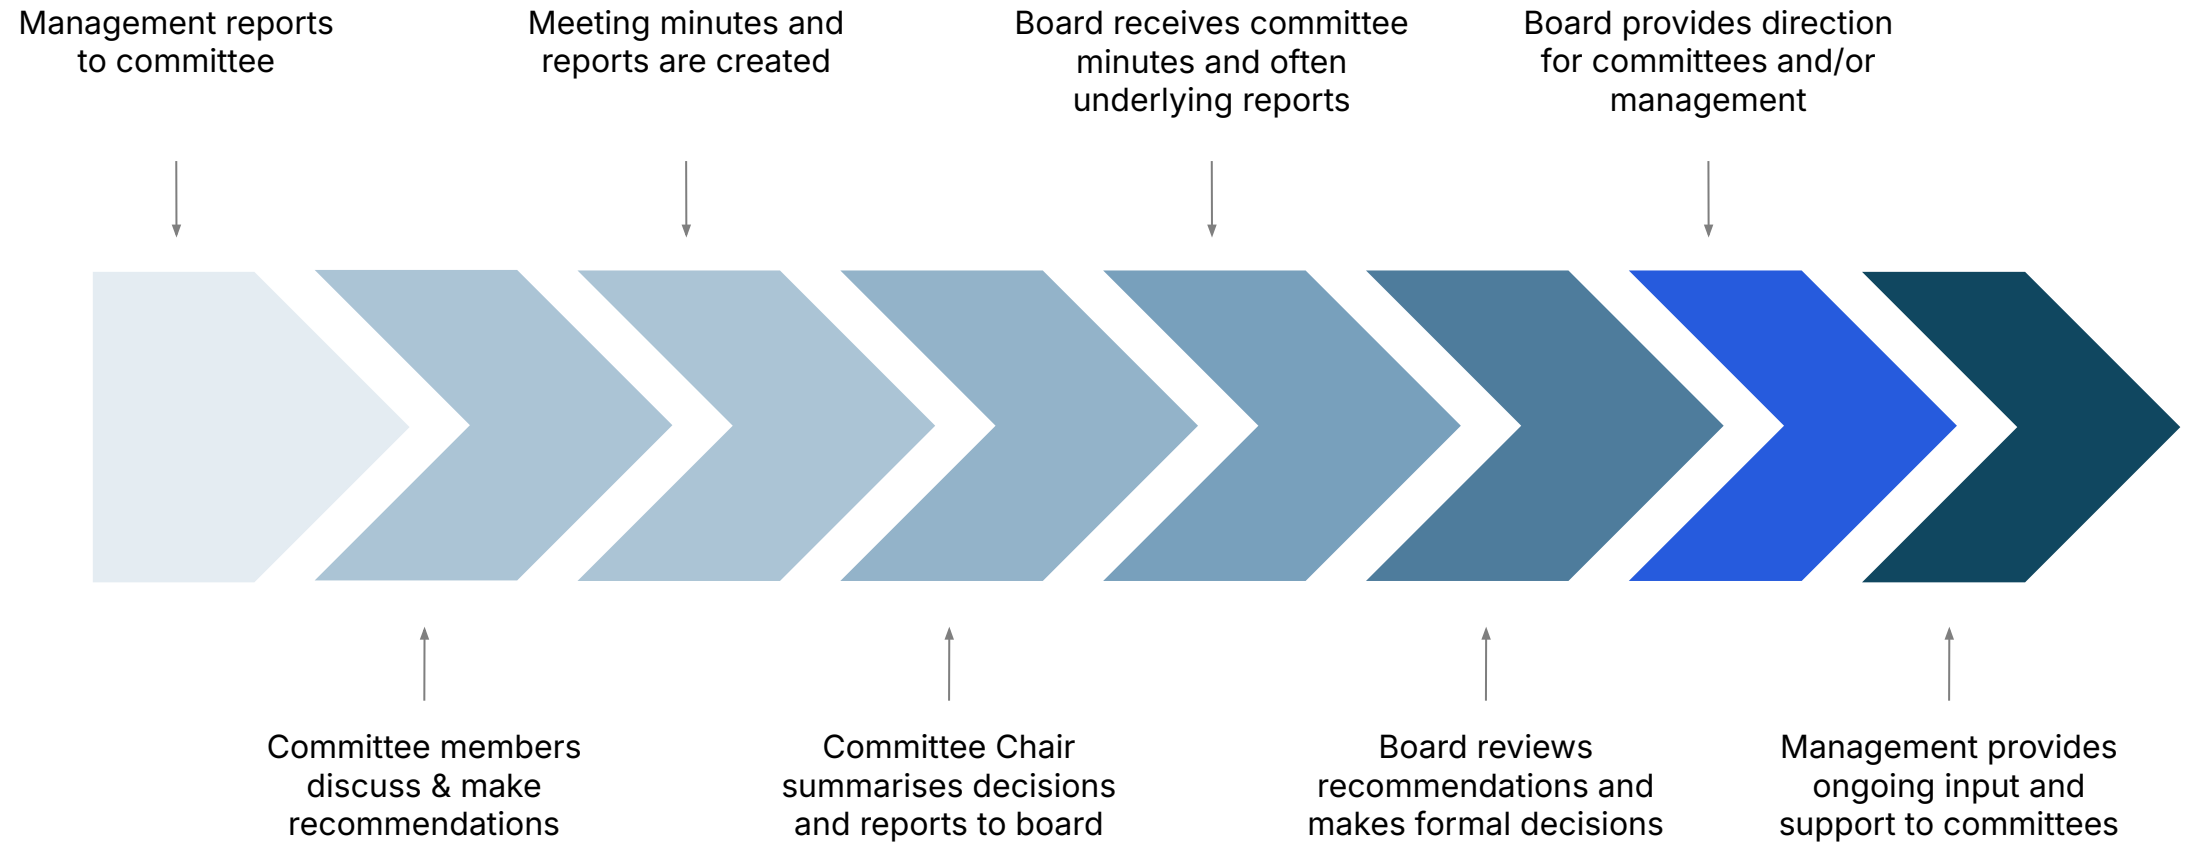 Management reports
to committee
Meeting minutes and
reports are created
Board receives committee
minutes and often
underlying reports
Board provides direction
for committees and/or
management
Committee members
discuss & make
recommendations
Committee Chair
summarises decisions
and reports to board
Board reviews
recommendations and
makes formal decisions
Management provides
ongoing input and
support to committees